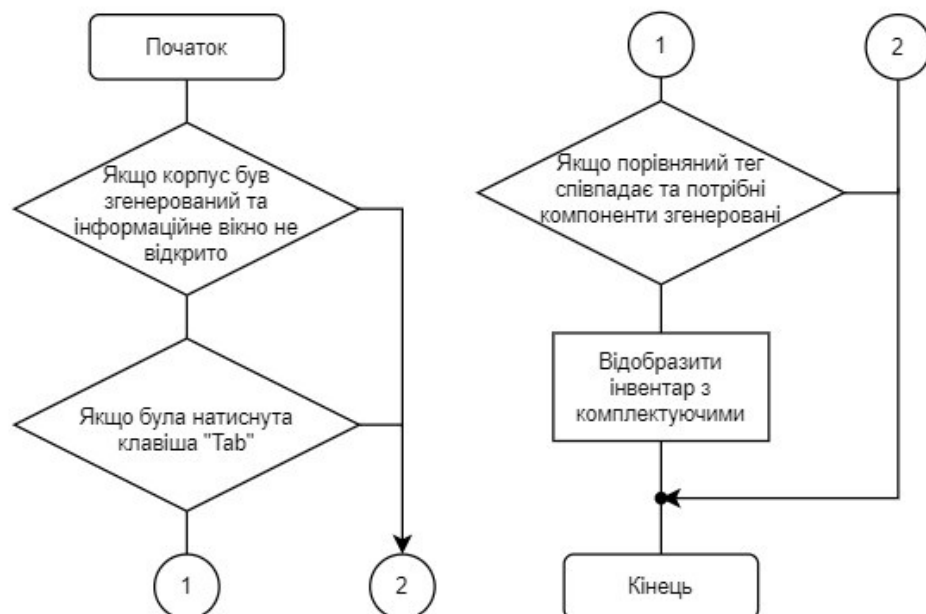 Початок
Якщо корпус був
згенерований та
інформаційне вікно не
відкрито
Якщо була натиснута
клавіша "Tab"
1
2
1
2
Якщо порівняний тег
співпадає та потрібні
компоненти згенеровані
Відобразити
інвентар з
комплектуючими
Кінець